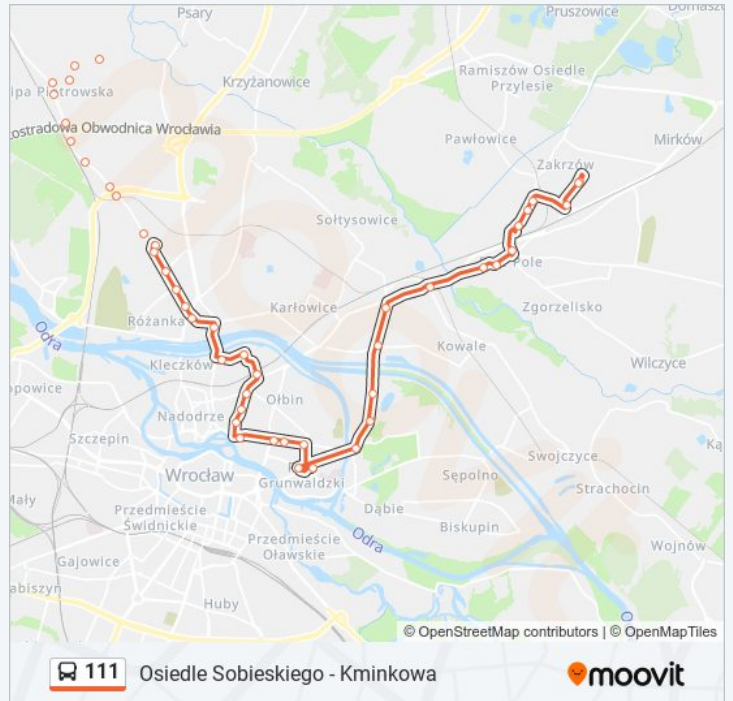 Psary
Pruszowice
Domasz
Krzyżanowice
Ramiszów Osiedle
Przylesie
ipa Piotrowska
ostradowa Obwodnica Wrocławia
Pawłowice
Mirków
Zakrzów
Sołtysowice
Pole
Karłowice
Zgorzelisko
Różanka
Odra
Kowale
Wilczyce
opowice
Kleczków
Ołbin
Nadodrze
Szczepin
Swojczyce
Ką
Wrocław
Grunwaldzki
Sępolno
Strachocin
Mały
Przedmieście
Świdnickie
Dąbie
Biskupin
Przedmieście
Oławskie
Odra
Wojnów
Gajowice
abiszyn
Huby
O
© OpenStreetMap contributors | © OpenMapTiles
111 Osiedle Sobieskiego - Kminkowa
moovit